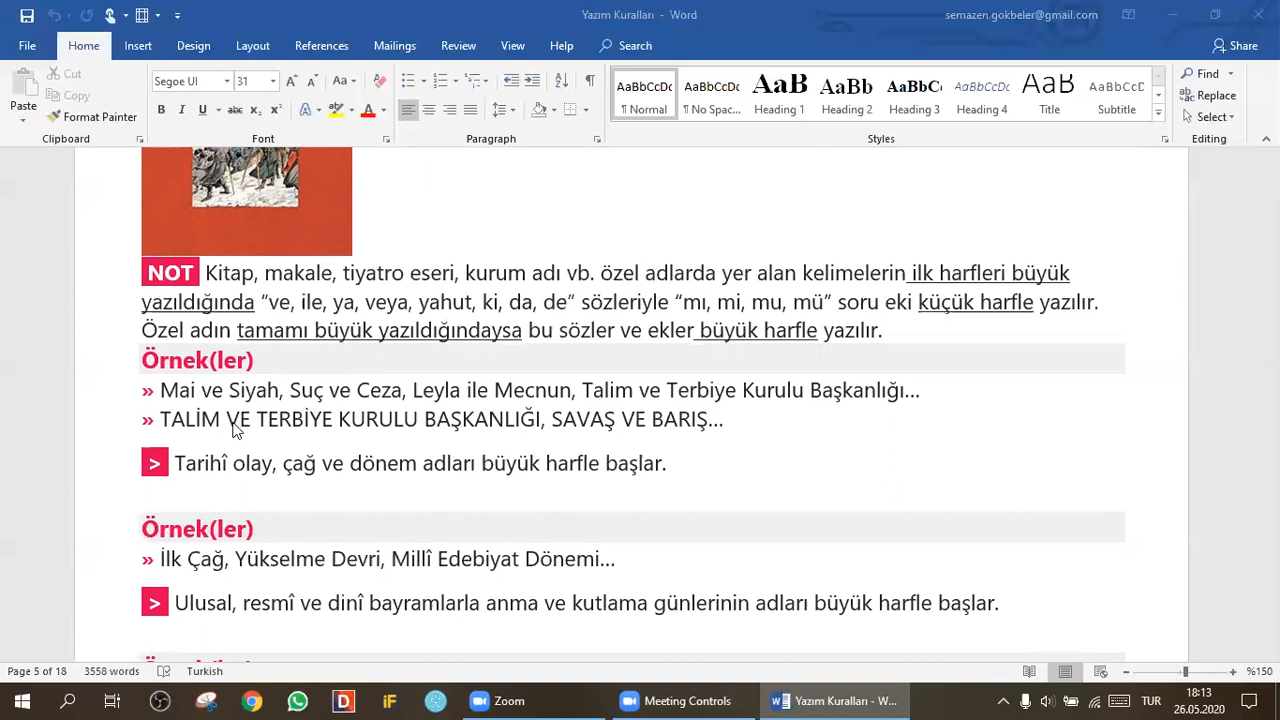 Yazım Kuralları - Word
semazen.gokbeler@gmail.com
File Home Insert Design Layout References Mailings Review View Help Search Share
Paste
Cut
Copy
Format Painter
Clipboard
Segoe UI 31
Font
Paragraph
AaBbCcDc AaBbCcDc AaB AaBb AaBbC AaBbCcDd AaB AaBbCcD
¶ Normal ¶ No Spac... Heading 1 Heading 2 Heading 3 Heading 4 Title Subtitle
Styles
Find
Replace
Select
Editing
NOT Kitap, makale, tiyatro eseri, kurum adı vb. özel adlarda yer alan kelimelerin ilk harfleri büyük
yazıldığında “ve, ile, ya, veya, yahut, ki, da, de” sözleriyle “mı, mi, mu, mü” soru eki küçük harfle yazılır.
Özel adın tamamı büyük yazıldığındaysa bu sözler ve ekler büyük harfle yazılır.
Örnek(ler)
» Mai ve Siyah, Suç ve Ceza, Leyla ile Mecnun, Talim ve Terbiye Kurulu Başkanlığı...
» TALİM VE TERBİYE KURULU BAŞKANLIĞI, SAVAŞ VE BARIŞ...
> Tarihî olay, çağ ve dönem adları büyük harfle başlar.
Örnek(ler)
» İlk Çağ, Yükselme Devri, Millî Edebiyat Dönemi...
> Ulusal, resmî ve dinî bayramlarla anma ve kutlama günlerinin adları büyük harfle başlar.
Page 5 of 18 3558 words Turkish %150
Zoom Meeting Controls Yazım Kuralları - W... TUR 18:13
26.05.2020